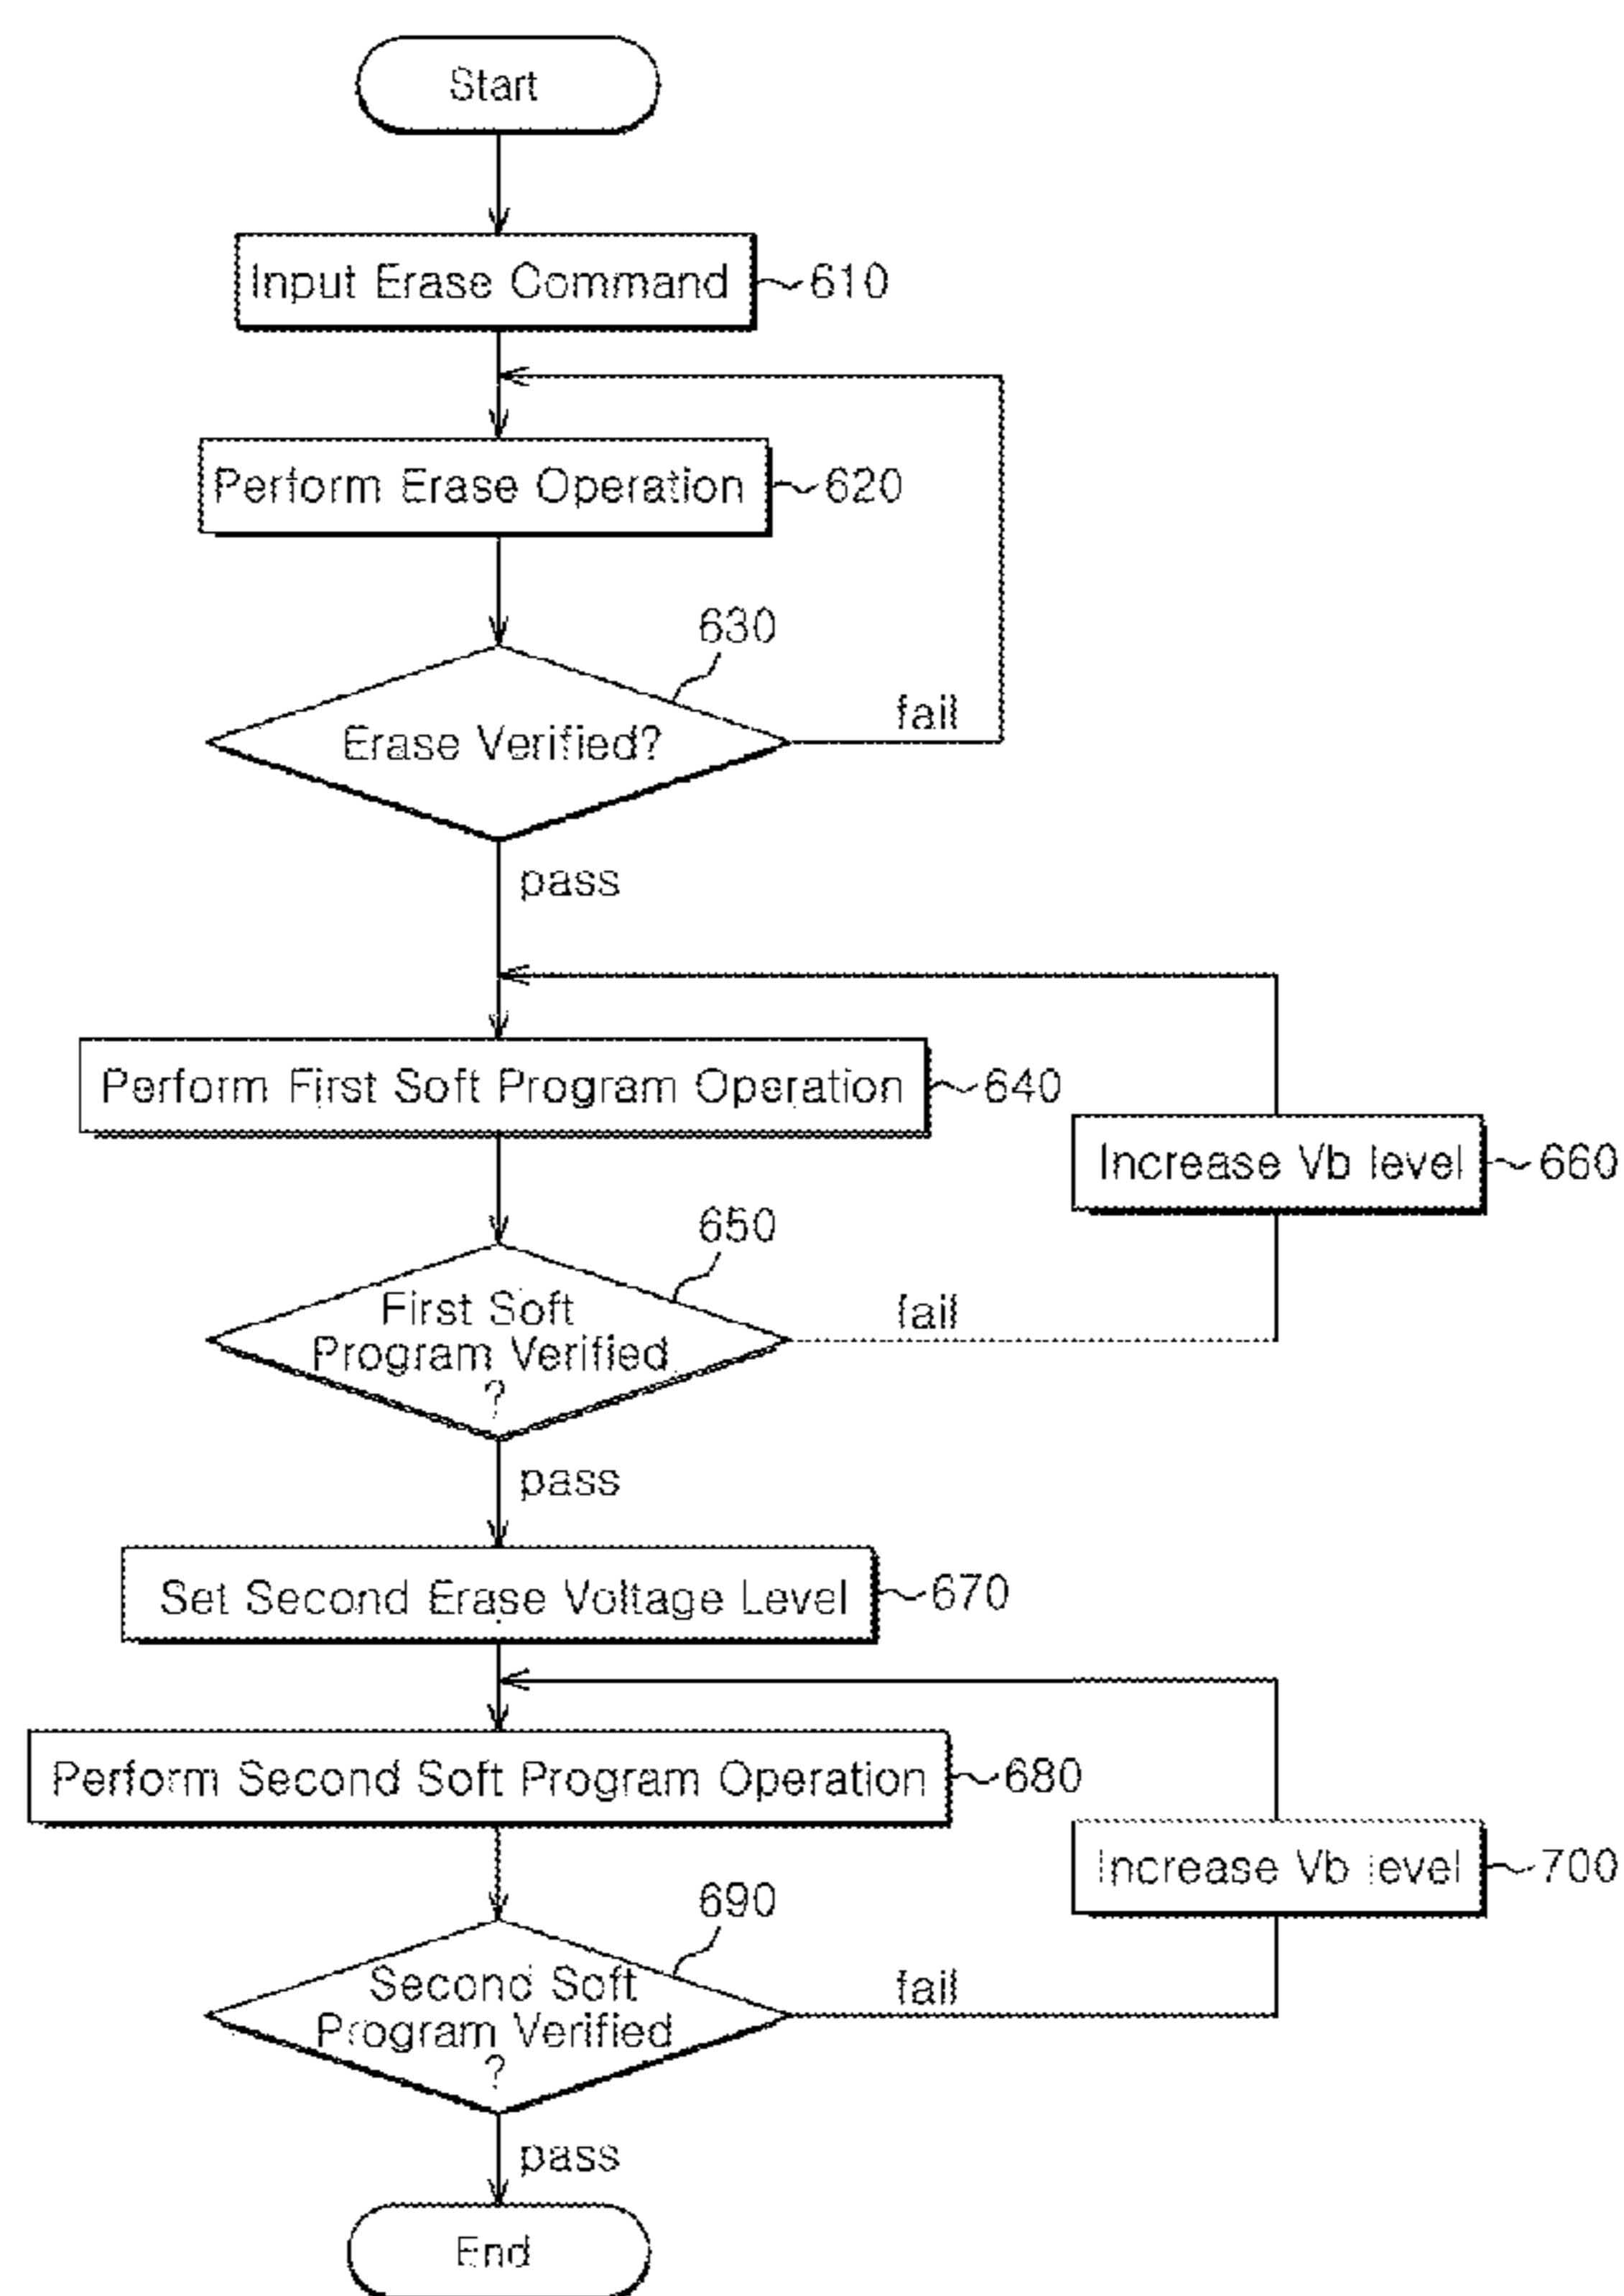 Start
Input Erase Command
610
Perform Erase Operation
620
630
Erase Verified?
fail
pass
Perform First Soft Program Operation
640
Increase Vb level
660
650
First Soft
Program Verified
?
fail
pass
Set Second Erase Voltage Level
670
Perform Second Soft Program Operation
680
Increase Vb level
700
690
Second Soft
Program Verified
?
fail
pass
End